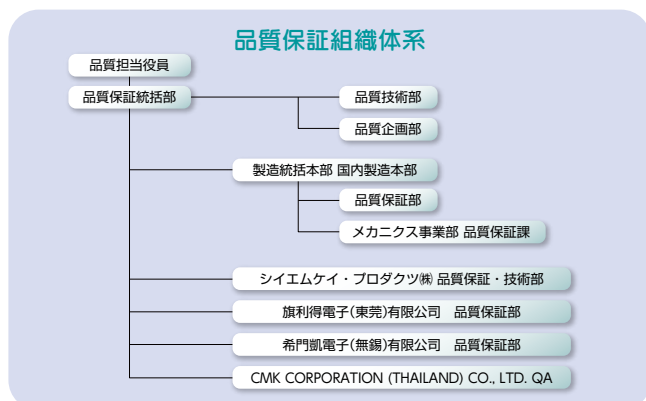 品質保証組織体系
品質担当役員
品質保証統括部
品質技術部
品質企画部
製造統括本部 国内製造本部
品質保証部
メカニクス事業部 品質保証課
シイエムケイ・プロダクツ㈱ 品質保証・技術部
旗利得電子(東莞)有限公司　品質保証部
希門凱電子(無錫)有限公司　品質保証部
CMK CORPORATION (THAILAND) CO., LTD. QA